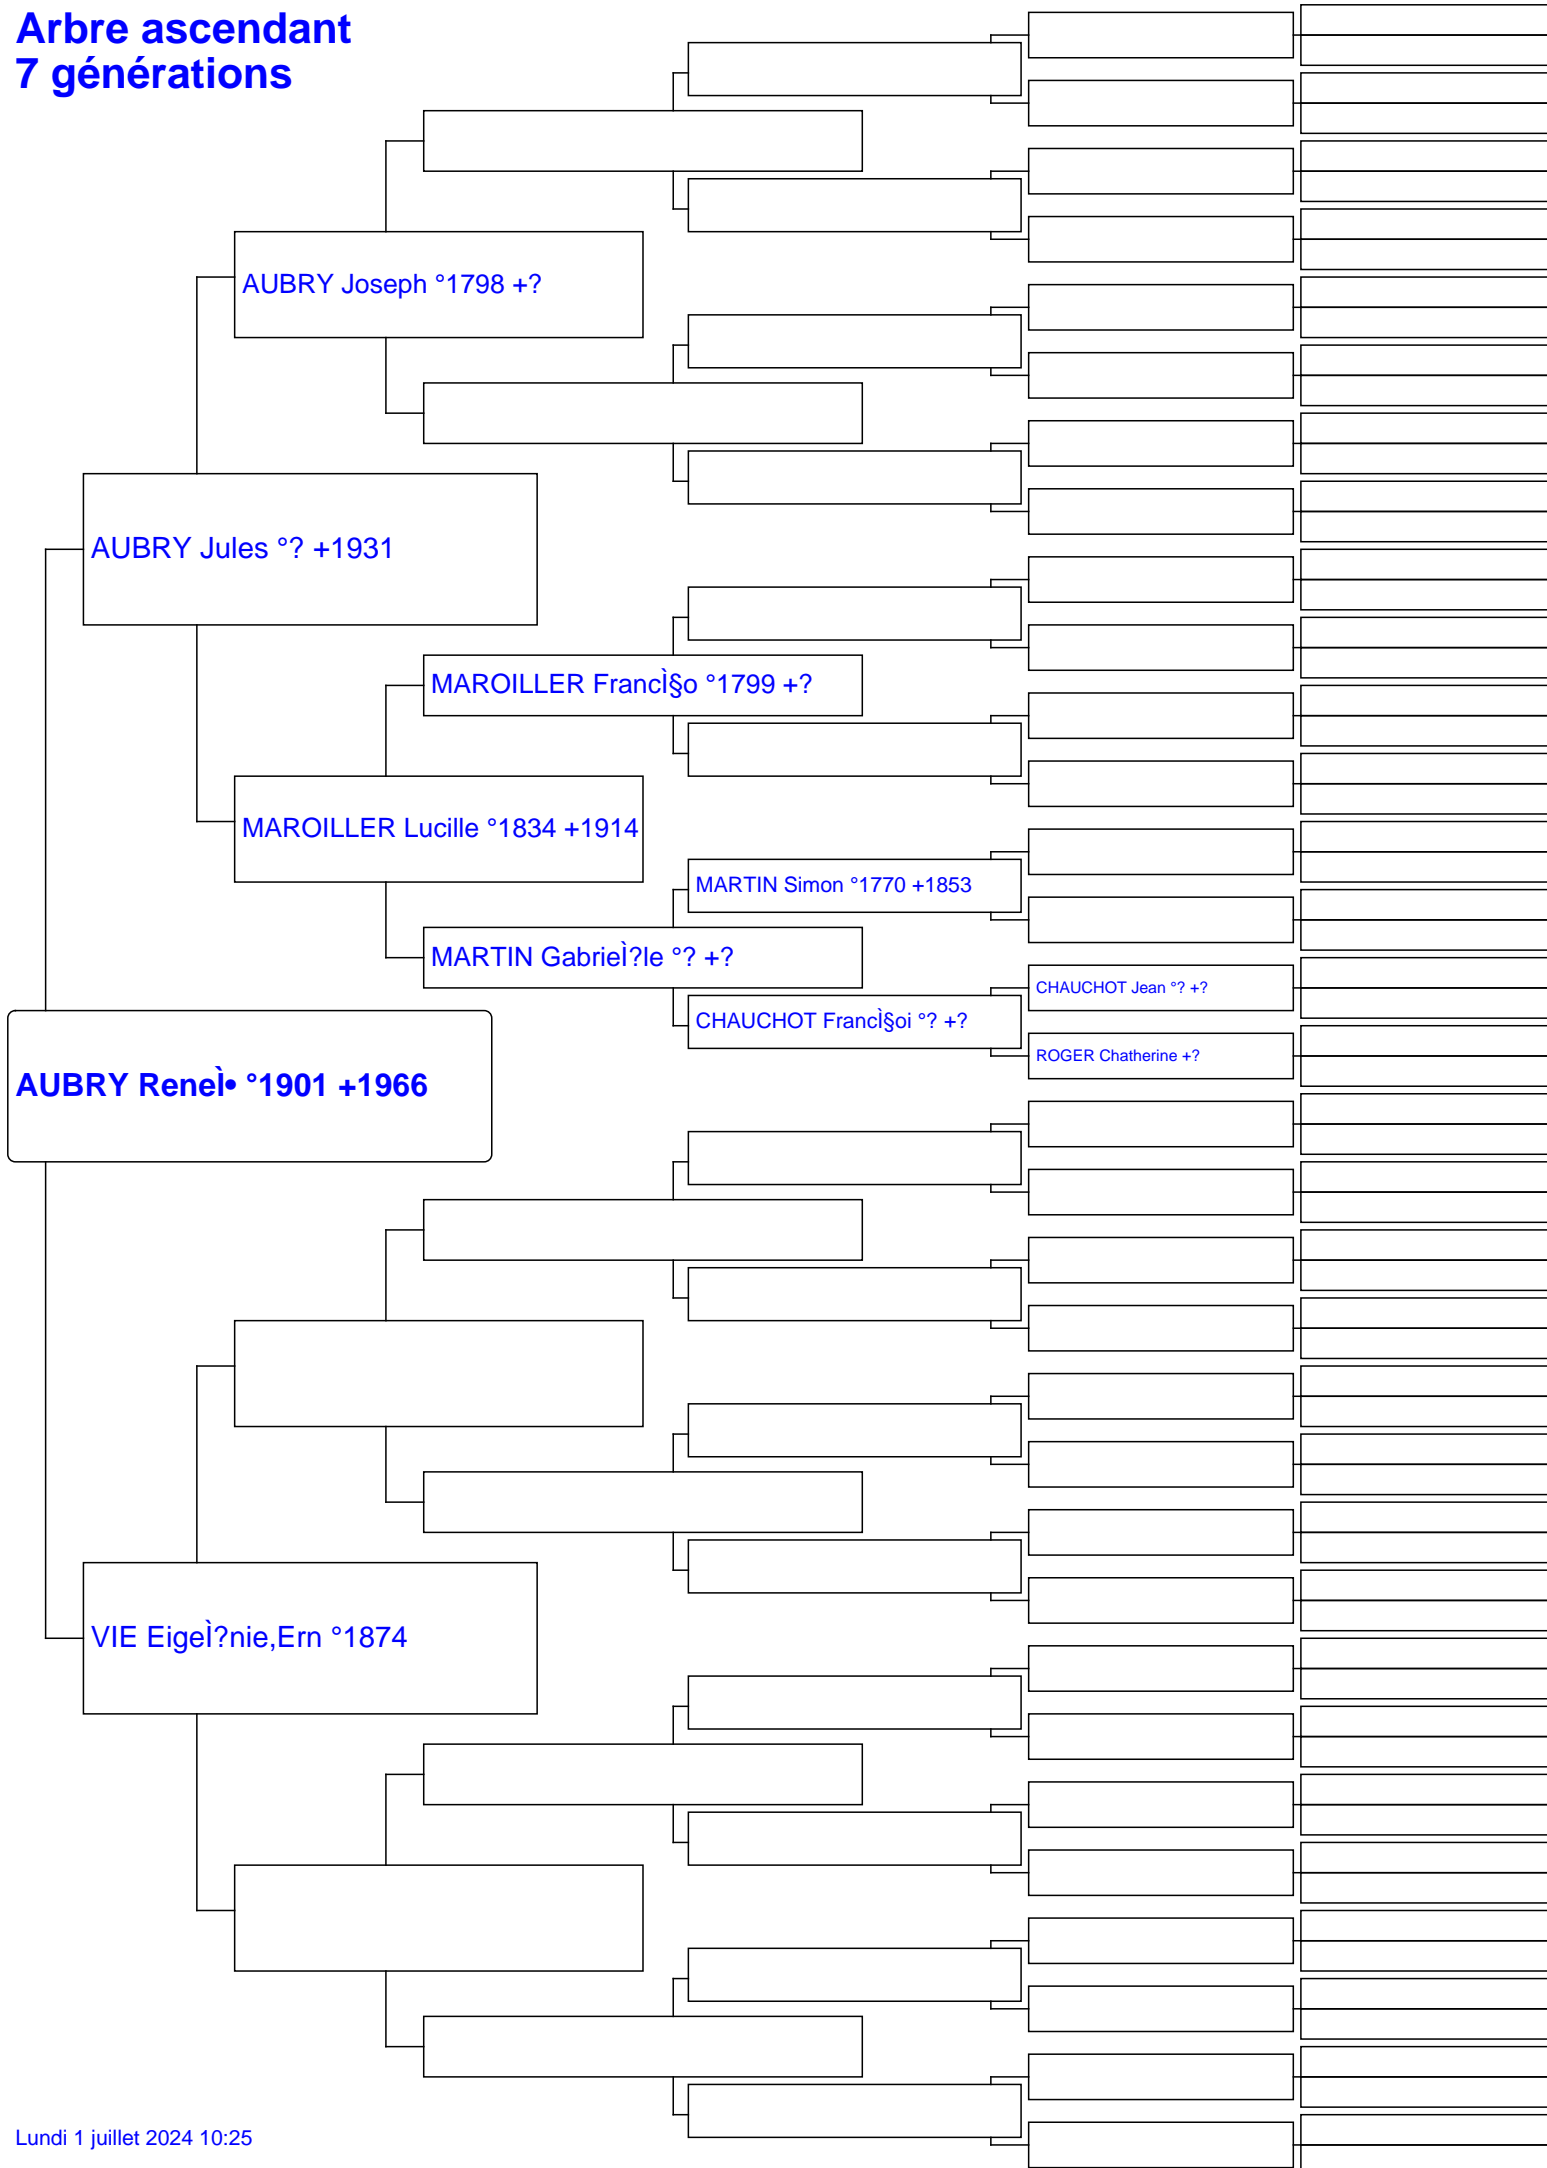 Arbre ascendant
7 générations
AUBRY Joseph °1798 +?
AUBRY Jules °? +1931
MAROILLER Franc̀§o °1799 +?
MAROILLER Lucille °1834 +1914
MARTIN Simon °1770 +1853
MARTIN GabrieÌ?le °? +?
CHAUCHOT Jean °? +?
CHAUCHOT FrancÌ§oi °? +?
ROGER Chatherine +?
AUBRY ReneÌ• °1901 +1966
VIE EigeÌ?nie,Ern °1874
Lundi 1 juillet 2024 10:25